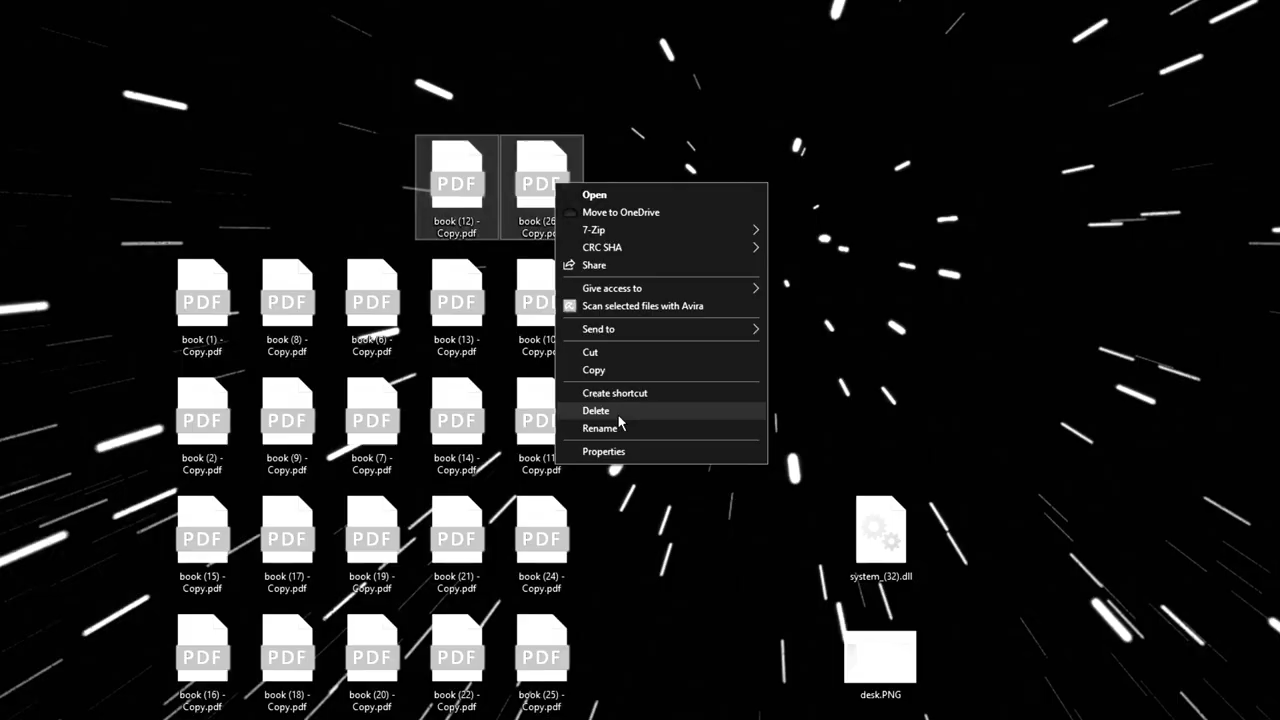 PDF PDF
book (12) -
Copy.pdf
book (26
Copy.pd
Open
Move to OneDrive
7-Zip
CRC SHA
Share
Give access to
Scan selected files with Avira
Send to
Cut
Copy
Create shortcut
Delete
Rename
Properties
PDF PDF PDF PDF PD
book (1) -
Copy.pdf
book (8) -
Copy.pdf
book (6) -
Copy.pdf
book (13) -
Copy.pdf
book (10
Copy.pdf
PDF PDF PDF PDF PD
book (2) -
Copy.pdf
book (9) -
Copy.pdf
book (7) -
Copy.pdf
book (14) -
Copy.pdf
book (11
Copy.pdf
PDF PDF PDF PDF PDF
book (15) -
Copy.pdf
book (17) -
Copy.pdf
book (19) -
Copy.pdf
book (21) -
Copy.pdf
book (24) -
Copy.pdf
system_(32).dll
PDF PDF PDF PDF PDF
book (16) -
Copy.pdf
book (18) -
Copy.pdf
book (20) -
Copy.pdf
book (22) -
Copy.pdf
book (25) -
Copy.pdf
desk.PNG